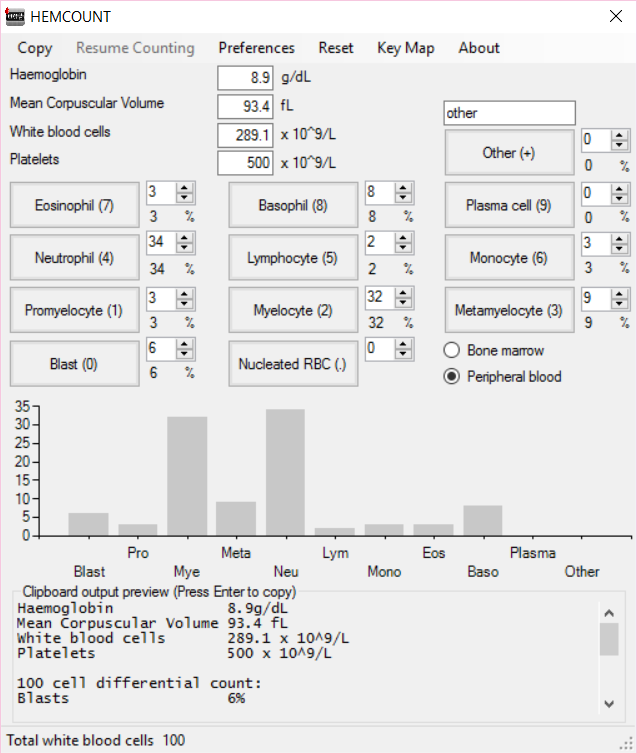 HEMCOUNT
Copy Resume Counting Preferences Reset Key Map About
Haemoglobin 8.9 g/dL
Mean Corpuscular Volume 93.4 fL
White blood cells 289.1 x 10^9/L
Platelets 500 x 10^9/L
other
Other (+) 0
0 %
Eosinophil (7) 3
3 %
Basophil (8) 8
8 %
Plasma cell (9) 0
0 %
Neutrophil (4) 34
34 %
Lymphocyte (5) 2
2 %
Monocyte (6) 3
3 %
Promyelocyte (1) 3
3 %
Myelocyte (2) 32
32 %
Metamyelocyte (3) 9
9 %
Blast (0) 6
6 %
Nucleated RBC (.) 0
Bone marrow
Peripheral blood
35
30
25
20
15
10
5
0
Pro Meta Lym Eos Plasma
Blast Mye Neu Mono Baso Other
Clipboard output preview (Press Enter to copy)
Haemoglobin 8.9g/dL
Mean Corpuscular Volume 93.4 fL
White blood cells 289.1 x 10^9/L
Platelets 500 x 10^9/L
100 cell differential count:
Blasts 6%
Total white blood cells 100